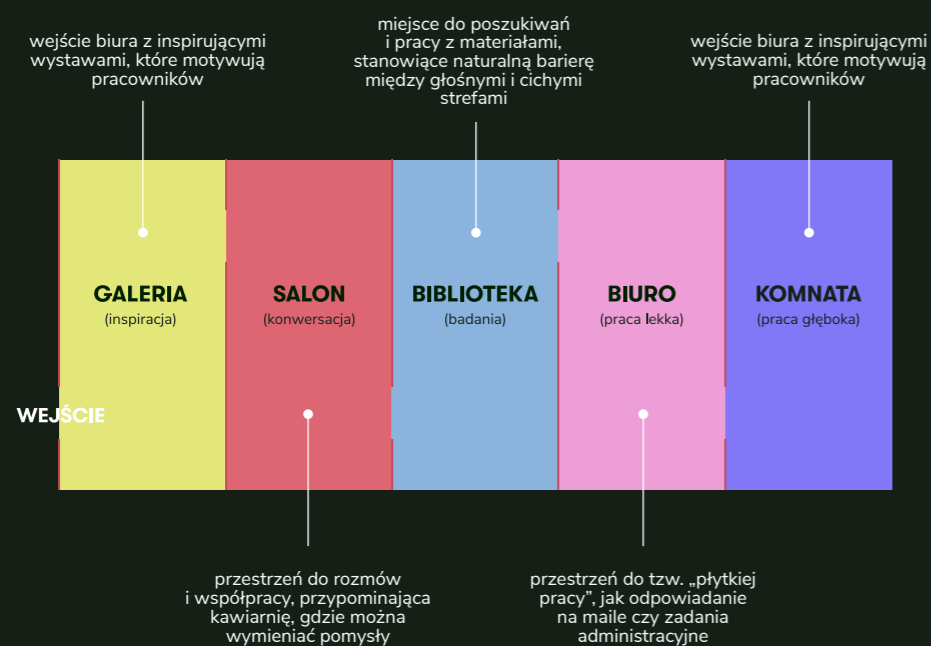 wejście biura z inspirującymi
wystawami, które motywują
pracowników
miejsce do poszukiwań
i pracy z materiałami,
stanowiące naturalną barierę
między głośnymi i cichymi
strefami
wejście biura z inspirującymi
wystawami, które motywują
pracowników
GALERIA
(inspiracja)
SALON
(konwersacja)
BIBLIOTEKA
(badania)
BIURO
(praca lekka)
KOMNATA
(praca głęboka)
WEJŚCIE
przestrzeń do rozmów
i współpracy, przypominająca
kawiarnię, gdzie można
wymieniać pomysły
przestrzeń do tzw. „płytkiej
pracy”, jak odpowiadanie
na maile czy zadania
administracyjne